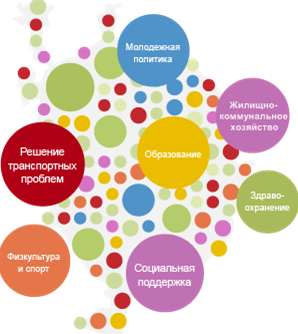 Молодежная
политика
Жилищно-
коммунальное
хозяйство
Решение
транспортных
проблем
Образование
Здраво-
охранение
Физкультура
и спорт
Социальная
поддержка